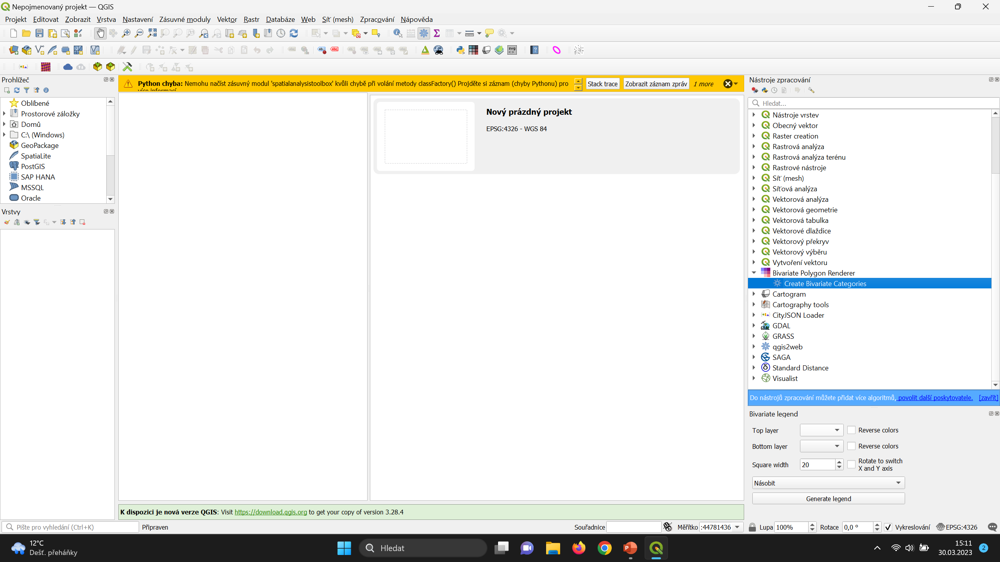 Nepojmenovaný projekt — QGIS
Projekt Editovat Zobrazit Vrstva Nastavení Zásuvné moduly Vektor Rastr Databáze Web Síť (mesh) Zpracování Nápověda
Prohlížeč
Oblíbené
Prostorové záložky
Domů
C:\ (Windows)
GeoPackage
SpatiaLite
PostGIS
SAP HANA
MSSQL
Oracle
Vrstvy
Python chyba: Nemohu načíst zásuvný modul 'spatialanalysistoolbox' kvůli chybě při volání metody classFactory() Projděte si záznam (chyby Pythonu) pro
více informací
Stack trace
Zobrazit záznam zpráv
1 more
Nový prázdný projekt
EPSG:4326 - WGS 84
K dispozici je nová verze QGIS: Visit https://download.qgis.org to get your copy of version 3.28.4
Nástroje zpracování
Hledat...
Nástroje vrstev
Obecný vektor
Raster creation
Rastrová analýza
Rastrová analýza terénu
Rastrové nástroje
Síť (mesh)
Síťová analýza
Vektorová analýza
Vektorová geometrie
Vektorová tabulka
Vektorové dlaždice
Vektorový překryv
Vektorový výběru
Vytvoření vektoru
Bivariate Polygon Renderer
Create Bivariate Categories
Cartogram
Cartography tools
CityJSON Loader
GDAL
GRASS
qgis2web
SAGA
Standard Distance
Visualist
Do nástrojů zpracování můžete přidat více algoritmů, povolit další poskytovatele. [zavřít]
Bivariate legend
Top layer Reverse colors
Bottom layer Reverse colors
Square width 20 Rotate to switch
X and Y axis
Násobit
Generate legend
Pište pro vyhledání (Ctrl+K) Připraven Souřadnice Měřítko :44781436 Lupa 100% Rotace 0,0 ° Vykreslování EPSG:4326
12°C
Dešť. přeháňky
Hledat
15:11
30.03.2023
2